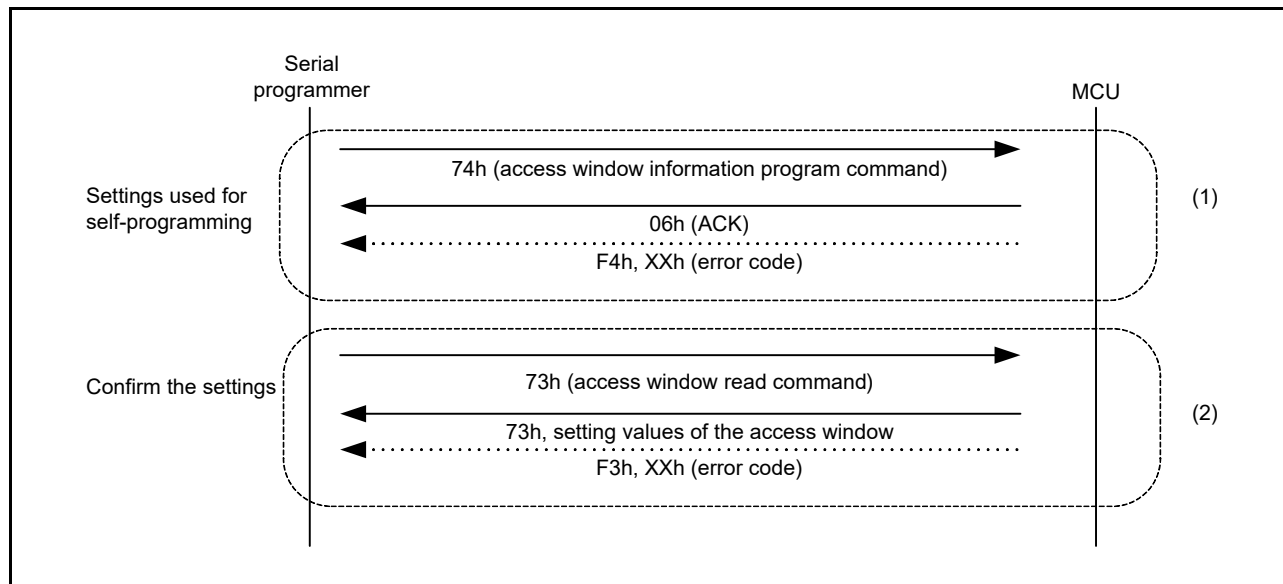 Serial
programmer
MCU
74h (access window information program command)
Settings used for
self-programming
(1)
06h (ACK)
F4h, XXh (error code)
73h (access window read command)
Confirm the settings
(2)
73h, setting values of the access window
F3h, XXh (error code)